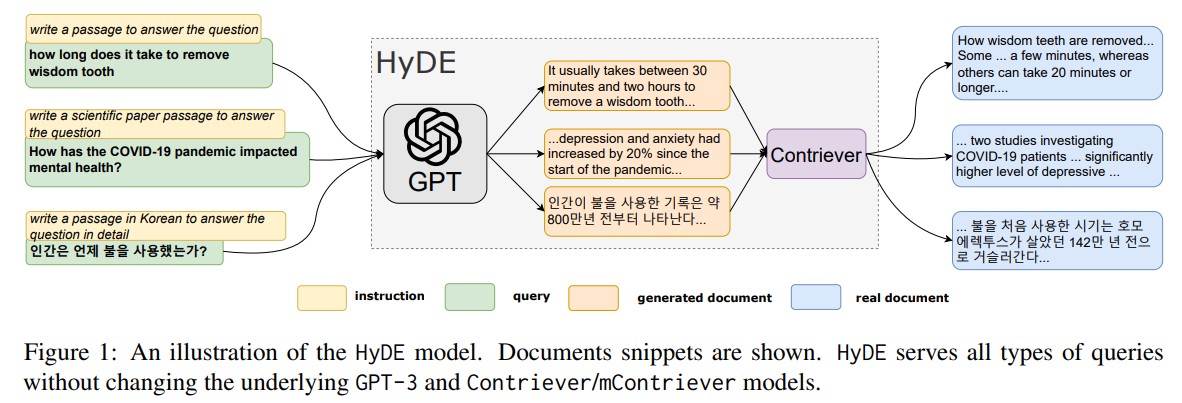 write a passage to answer the question
how long does it take to remove
wisdom tooth
write a scientific paper passage to answer
the question
How has the COVID-19 pandemic impacted
mental health?
write a passage in Korean to answer the
question in detail
인간은 언제 불을 사용했는가?
HyDE
GPT
It usually takes between 30
minutes and two hours to
remove a wisdom tooth...
...depression and anxiety had
increased by 20% since the
start of the pandemic...
인간이 불을 사용한 기록은 약
800만년 전부터 나타난다...
Contriever
How wisdom teeth are removed...
Some ... a few minutes, whereas
others can take 20 minutes or
longer....
... two studies investigating
COVID-19 patients ... significantly
higher level of depressive ...
... 불을 처음 사용한 시기는 호모
에렉투스가 살았던 142만 년 전으
로 거슬러간다...
instruction
query
generated document
real document
Figure 1: An illustration of the HyDE model. Documents snippets are shown. HyDE serves all types of queries
without changing the underlying GPT-3 and Contriever/mContriever models.